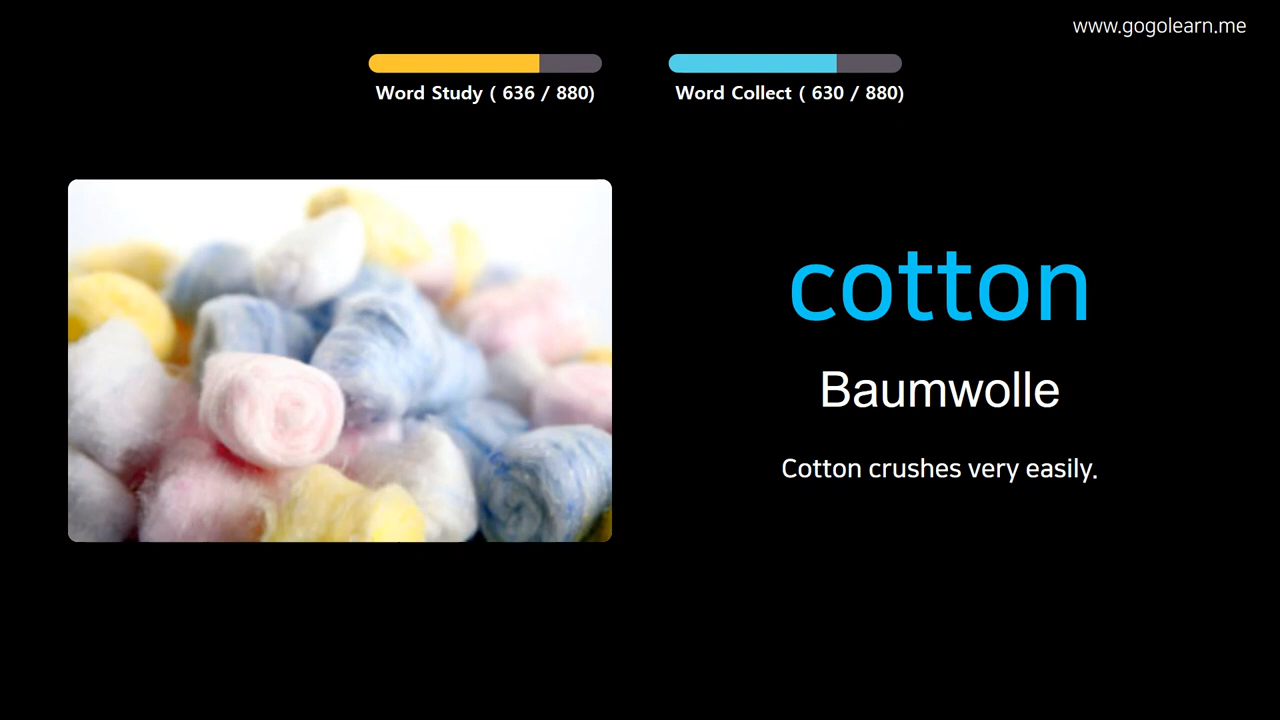 www.gogolearn.me
Word Study ( 636 / 880)
Word Collect ( 630 / 880)
cotton
Baumwolle
Cotton crushes very easily.